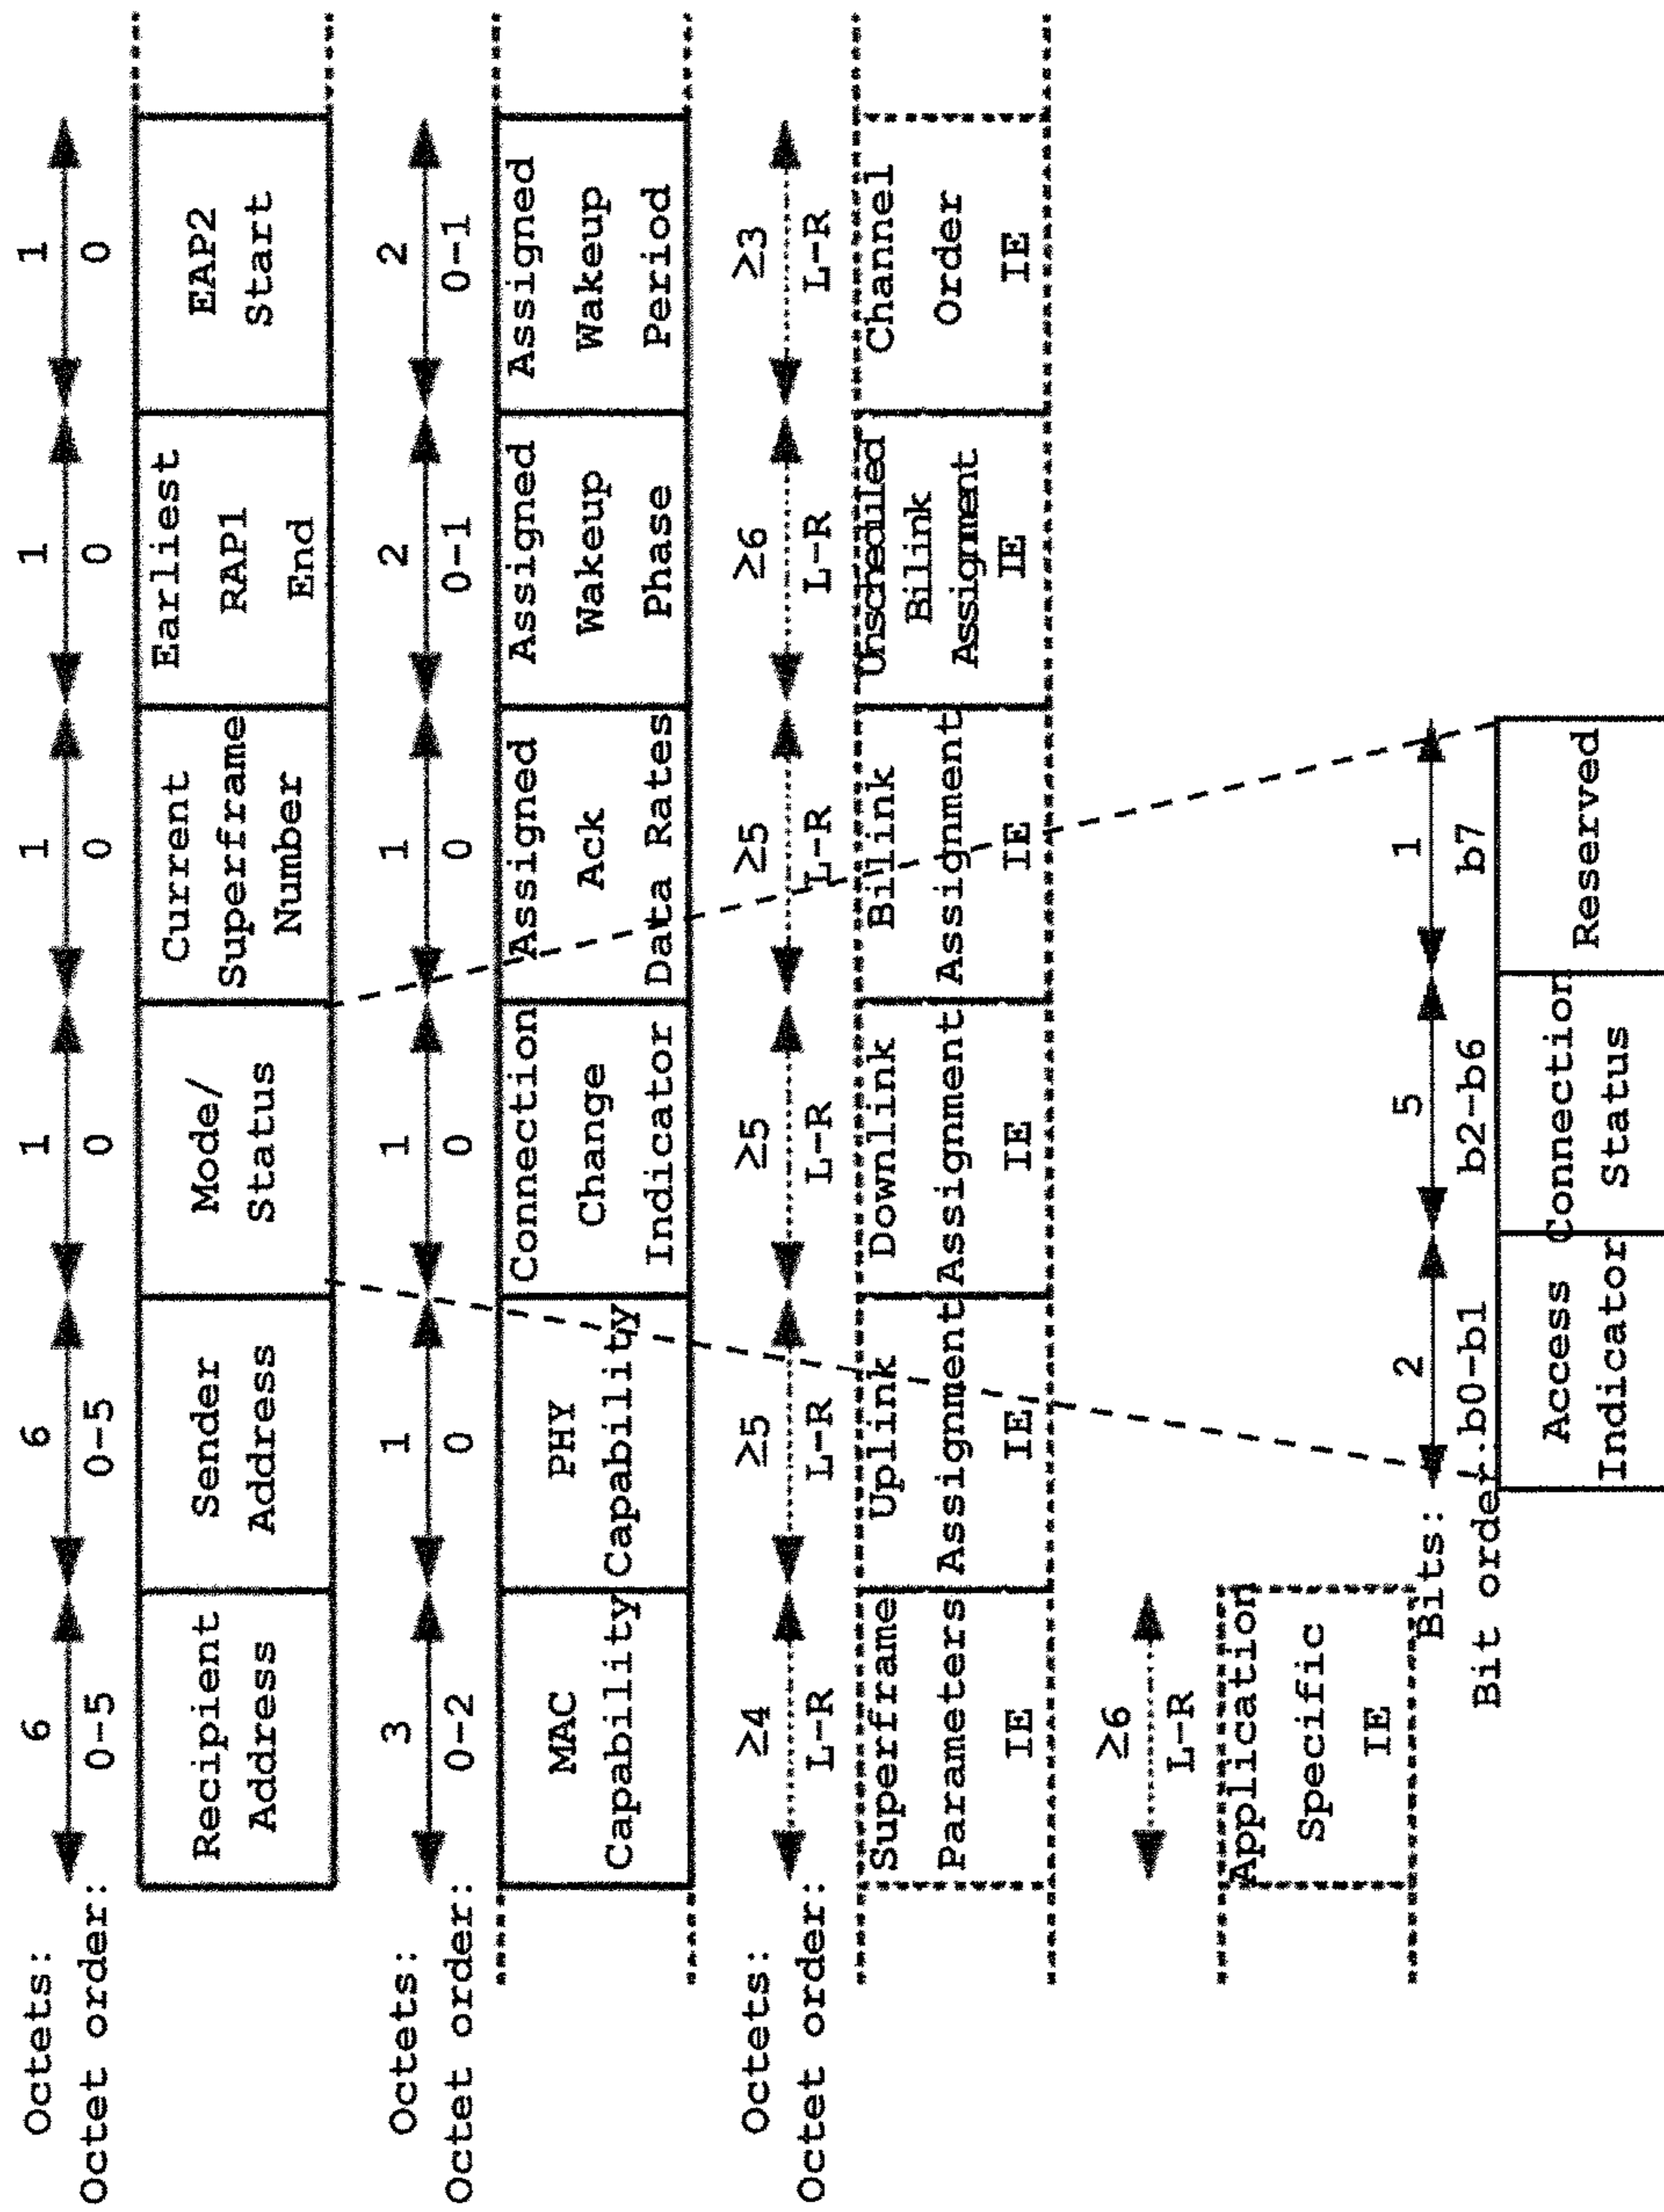 Octets: 6 6 1 1 1 1
Octet order: 0-5 0-5 0 0 0 0
Recipient Address
Sender Address
Mode/ Status
Current Superframe Number
Earliest RAP1 End
EAP2 Start
Octets: 3 1 1 1 2 2
Octet order: 0-2 0 0 0 0-1 0-1
MAC Capability
PHY Capability
Connection Change Indicator
Assigned Ack Data Rates
Assigned Wakeup Phase
Assigned Wakeup Period
Octets: ≥4 ≥5 ≥5 ≥5 ≥6 ≥3
Octet order: L-R L-R L-R L-R L-R L-R
Superframe Parameters IE
Uplink Assignment IE
Downlink Assignment IE
Bilink Assignment IE
Unscheduled Bilink Assignment IE
Channel Order IE
≥6
L-R
Application Specific IE
Bits: 2 5 1
Bit order: b0-b1 b2-b6 b7
Access Indicator
Connection Status
Reserved